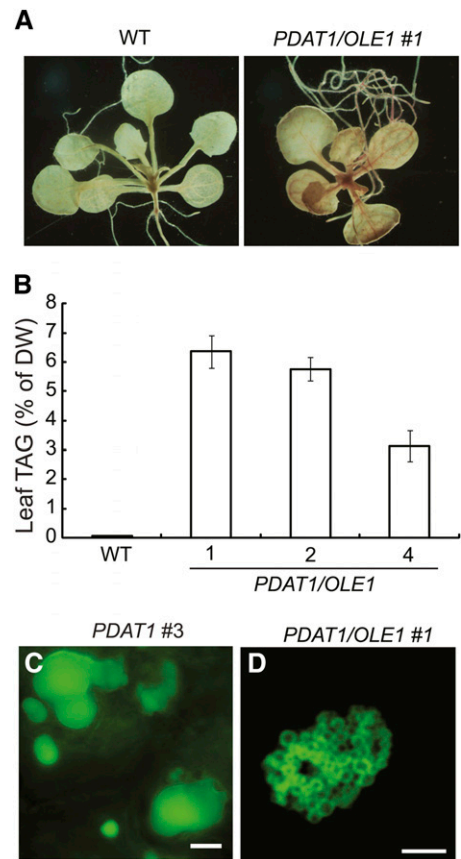 A
WT
PDAT1/OLE1 #1
B
Leaf TAG (% of DW)
8
7
6
5
4
3
2
1
0
WT
1
2
4
PDAT1/OLE1
PDAT1 #3
PDAT1/OLE1 #1
C
D